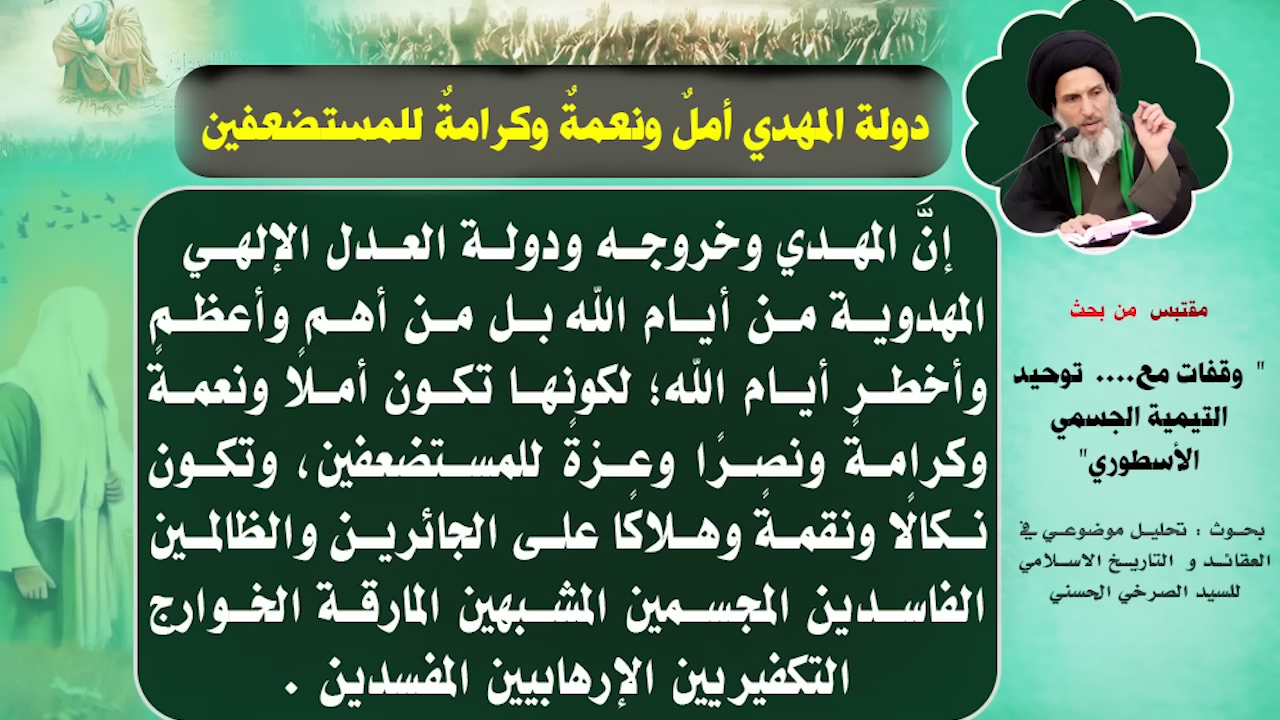 دولة المهدي أملٌ ونعمةٌ وكرامةٌ للمستضعفين
إنَّ المهدي وخروجه ودولة العدل الإلهي
المهدوية من أيام الله بل من أهم وأعظم
وأخطر أيام الله؛ لكونها تكون أملًا ونعمةً
وكرامةً ونصرًا وعزةً للمستضعفين، وتكون
نكالًا ونقمةً وهلاكًا على الجائرين والظالمين
الفاسدين المجسمين المشبهين المارقة الخوارج
التكفيريين الإرهابيين المفسدين .
مقتبس من بحث
" وقفات مع.... توحيد
التيمية الجسمي
الأسطوري"
بحوث : تحليل موضوعي في
العقائد و التاريخ الاسلامي
للسيد الصرخي الحسني